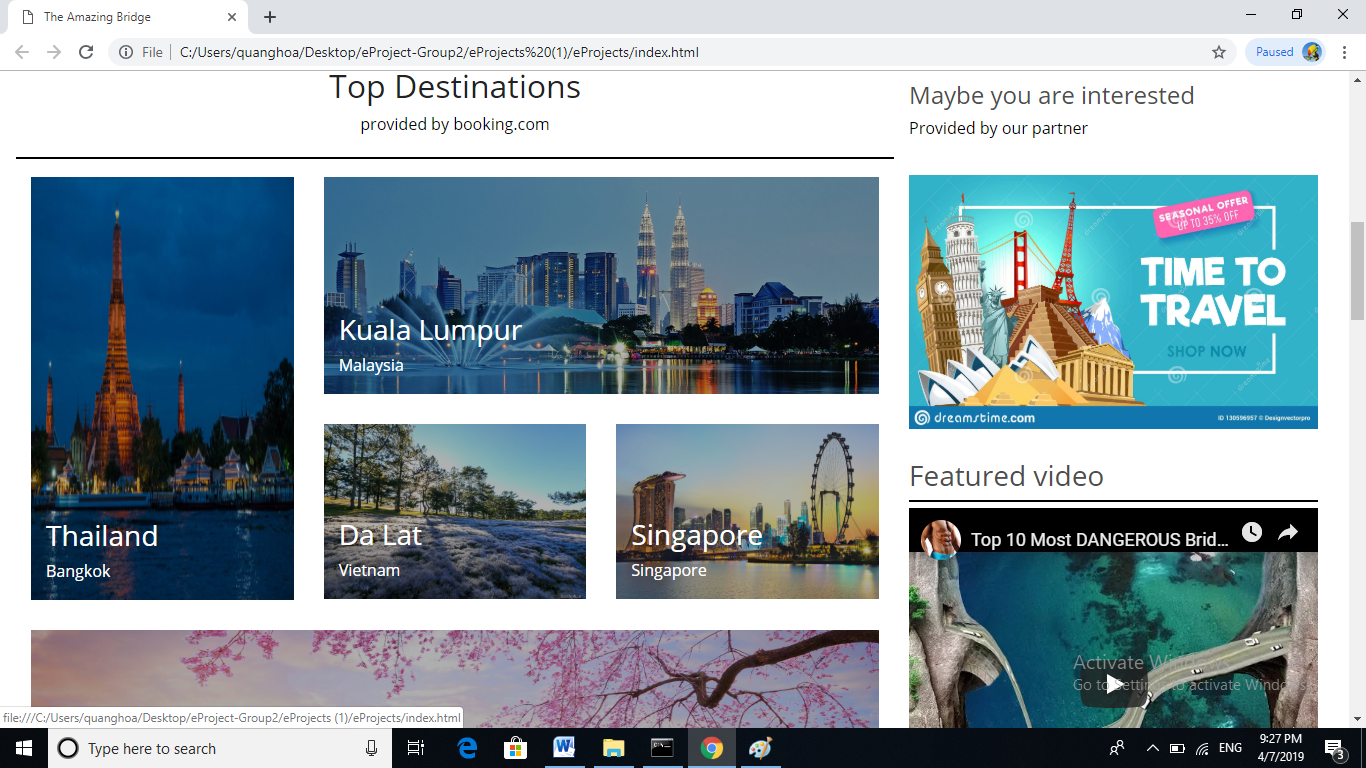 The Amazing Bridge
File
C:/Users/quanghoa/Desktop/eProject-Group2/eProjects%20(1)/eProjects/index.html
Paused
Top Destinations
provided by booking.com
Thailand
Bangkok
Kuala Lumpur
Malaysia
Da Lat
Vietnam
Singapore
Singapore
Maybe you are interested
Provided by our partner
SEASONAL OFFER
UP TO 35% OFF
TIME TO
TRAVEL
SHOP NOW
dreamstime.com
ID 130596957 © Designvectorpro
Featured video
Top 10 Most DANGEROUS Brid...
Activate Windows
Go to Settings to activate Windows.
file:///C:/Users/quanghoa/Desktop/eProject-Group2/eProjects (1)/eProjects/index.html
Type here to search
ENG
9:27 PM
4/7/2019
3